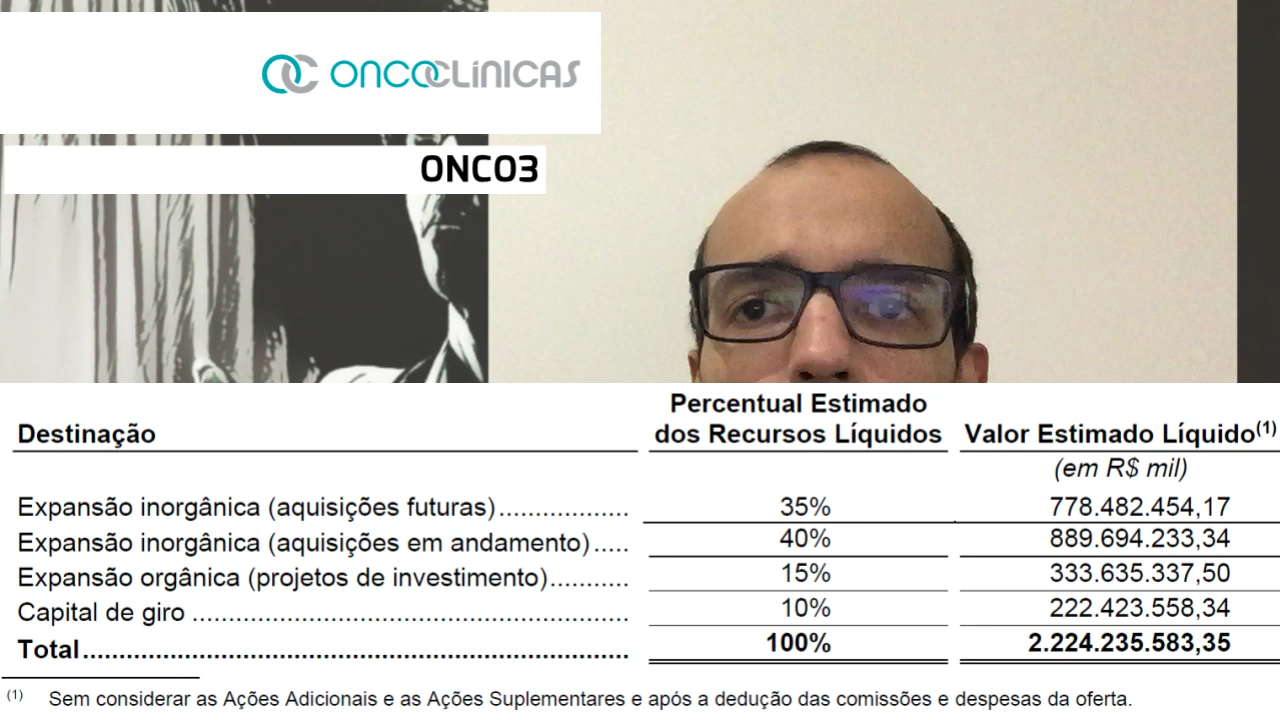 ONCOCLÍNICAS
ONCO3
Destinação Percentual Estimado dos Recursos Líquidos Valor Estimado Líquido(1)
(em R$ mil)
Expansão inorgânica (aquisições futuras).................. 35% 778.482.454,17
Expansão inorgânica (aquisições em andamento)..... 40% 889.694.233,34
Expansão orgânica (projetos de investimento)........... 15% 333.635.337,50
Capital de giro .................................................. 10% 222.423.558,34
Total................................................................ 100% 2.224.235.583,35
(1) Sem considerar as Ações Adicionais e as Ações Suplementares e após a dedução das comissões e despesas da oferta.